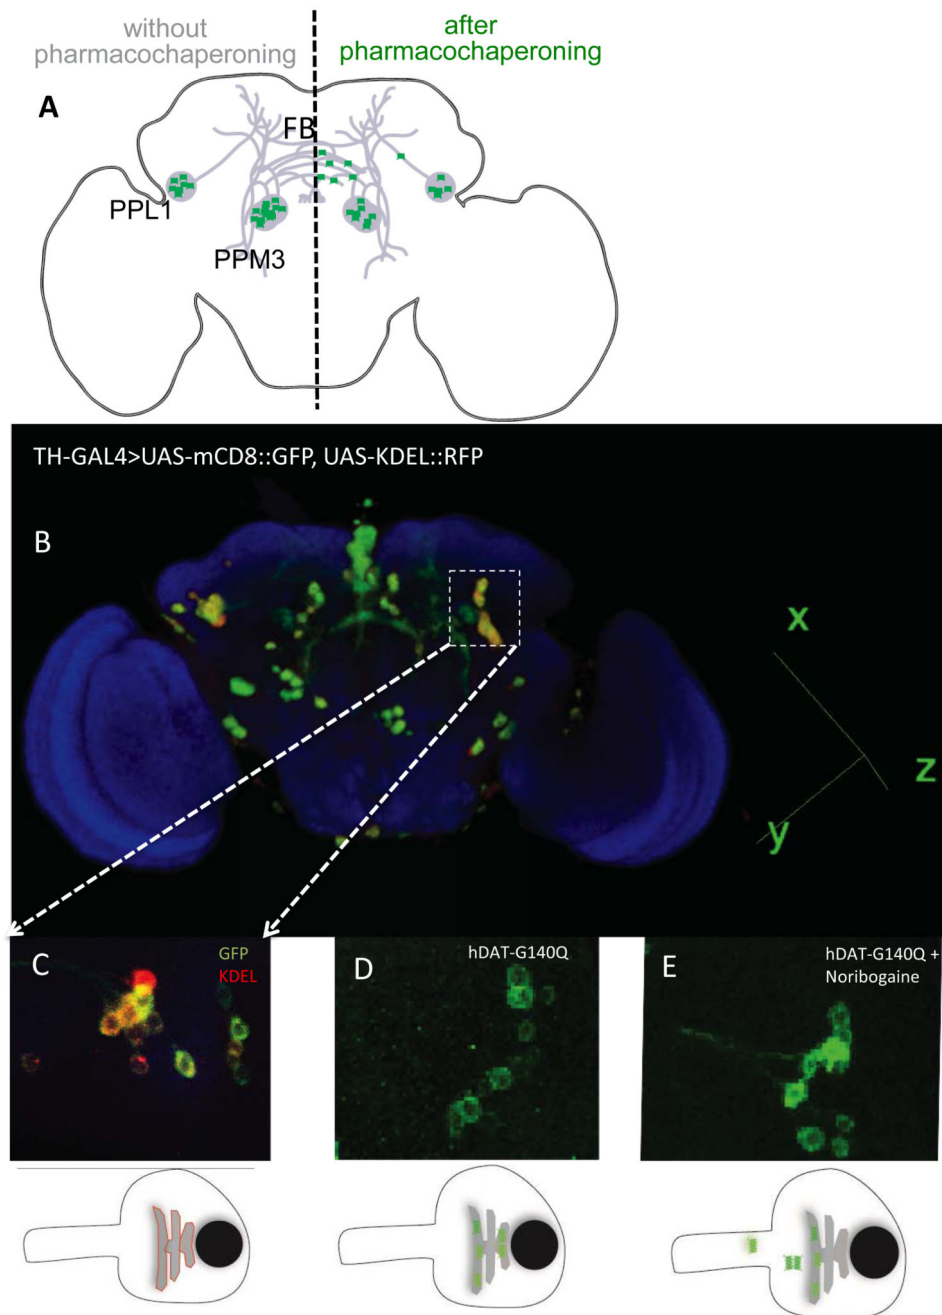 without
pharmacochaperoning
after
pharmacochaperoning
A
FB
PPL1
PPM3
TH-GAL4>UAS-mCD8::GFP, UAS-KDEL::RFP
B
x
z
y
C
GFP
KDEL
D
hDAT-G140Q
E
hDAT-G140Q +
Noribogaine